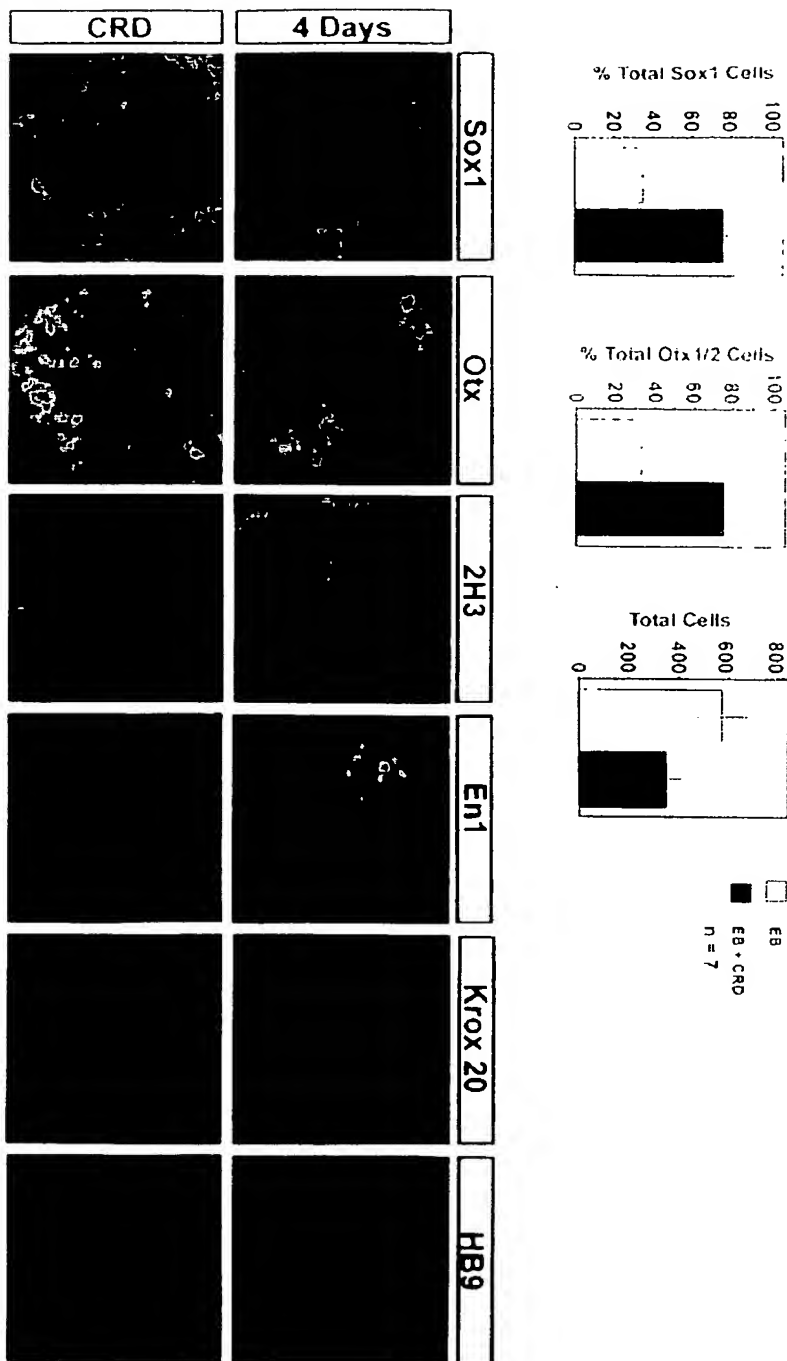 CRD
4 Days
Sox1
Otx
2H3
En1
Krox 20
HB9
% Total Sox1 Cells
0 20 40 60 80 100
% Total Otx1/2 Cells
0 20 40 60 80 100
Total Cells
0 200 400 600 800
EB
EB + CRD
n = 7